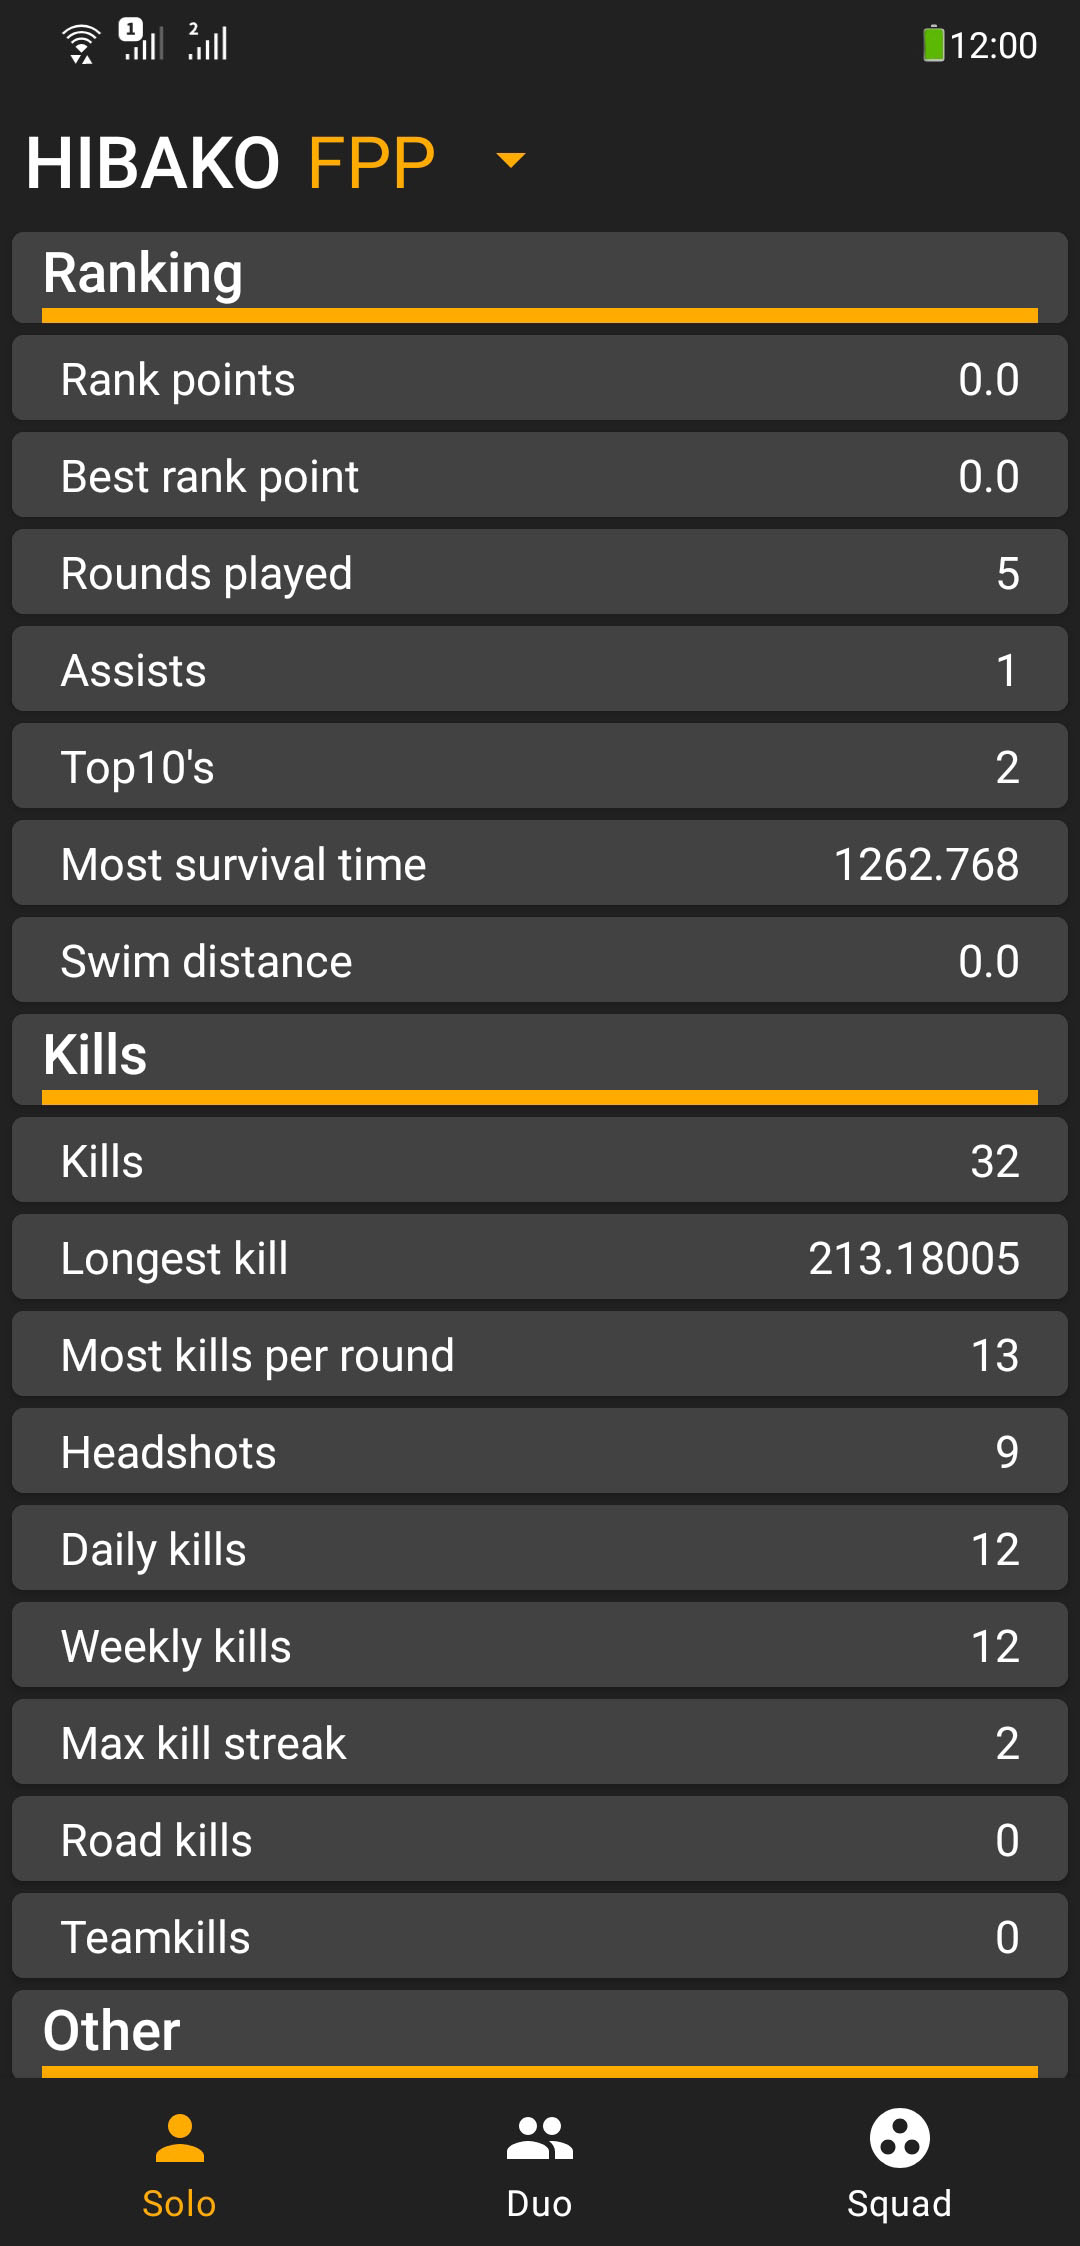 1 2 12:00
HIBAKO FPP
Ranking
Rank points 0.0
Best rank point 0.0
Rounds played 5
Assists 1
Top10's 2
Most survival time 1262.768
Swim distance 0.0
Kills
Kills 32
Longest kill 213.18005
Most kills per round 13
Headshots 9
Daily kills 12
Weekly kills 12
Max kill streak 2
Road kills 0
Teamkills 0
Other
Solo Duo Squad